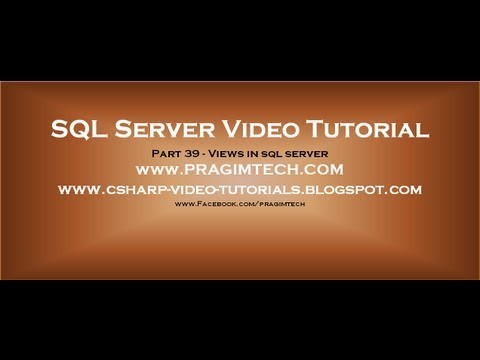 SQL Server Video Tutorial
Part 39 - Views in sql server
www.PRAGIMTECH.com
www.csharp-video-tutorials.blogspot.com
www.Facebook.com/pragimtech